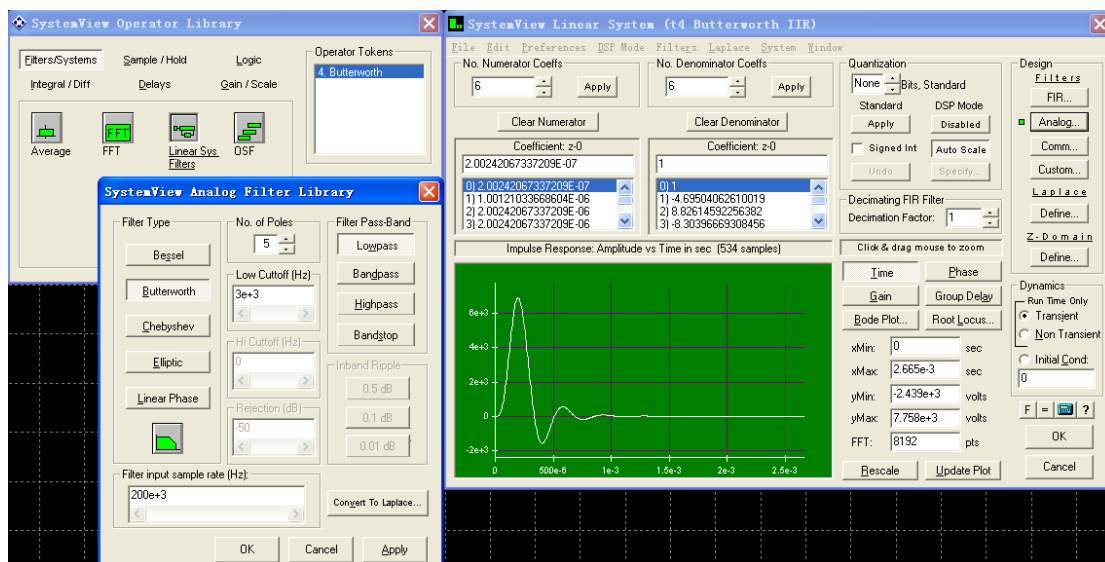 SystemView Operator Library
Filters/Systems
Sample / Hold
Logic
Integral / Diff
Delays
Gain / Scale
Operator Tokens
4. Butterworth
Average
FFT
FFT
Linear Sys
Filters
OSF
SystemView Analog Filter Library
Filter Type
Bessel
Butterworth
Chebyshev
Elliptic
Linear Phase
No. of Poles
5
Low Cuttoff (Hz)
3e+3
Hi Cuttoff (Hz)
0
Rejection (dB)
-50
Filter Pass-Band
Lowpass
Bandpass
Highpass
Bandstop
Inband Ripple
0.5 dB
0.1 dB
0.01 dB
Filter input sample rate (Hz):
200e+3
Convert To Laplace...
OK
Cancel
Apply
SystemView Linear System (t4 Butterworth IIR)
File Edit Preferences DSP Mode Filters Laplace System Window
No. Numerator Coeffs
6
Apply
Clear Numerator
Coefficient: z-0
2.00242067337209E-07
0) 2.00242067337209E-07
1) 1.00121033668604E-06
2) 2.00242067337209E-06
3) 2.00242067337209E-06
No. Denominator Coeffs
6
Apply
Clear Denominator
Coefficient: z-0
1
0) 1
1) -4.69504062610019
2) 8.82614592256382
3) -8.30396669308456
Impulse Response: Amplitude vs Time in sec (534 samples)
6e+3
4e+3
2e+3
0
-2e+3
0
500e-6
1e-3
1.5e-3
2e-3
2.5e-3
Quantization
None Bits, Standard
Standard
DSP Mode
Apply
Disabled
Signed Int
Auto Scale
Undo
Specify...
Decimating FIR Filter
Decimation Factor: 1
Click & drag mouse to zoom
Time
Phase
Gain
Group Delay
Bode Plot...
Root Locus...
xMin: 0 sec
xMax: 2.665e-3 sec
yMin: -2.439e+3 volts
yMax: 7.758e+3 volts
FFT: 8192 pts
Rescale
Update Plot
Design
Filters
FIR...
Analog...
Comm...
Custom...
Laplace
Define...
Z-Domain
Define...
Dynamics
Run Time Only
Transient
Non Transient
Initial Cond:
0
F = ?
OK
Cancel